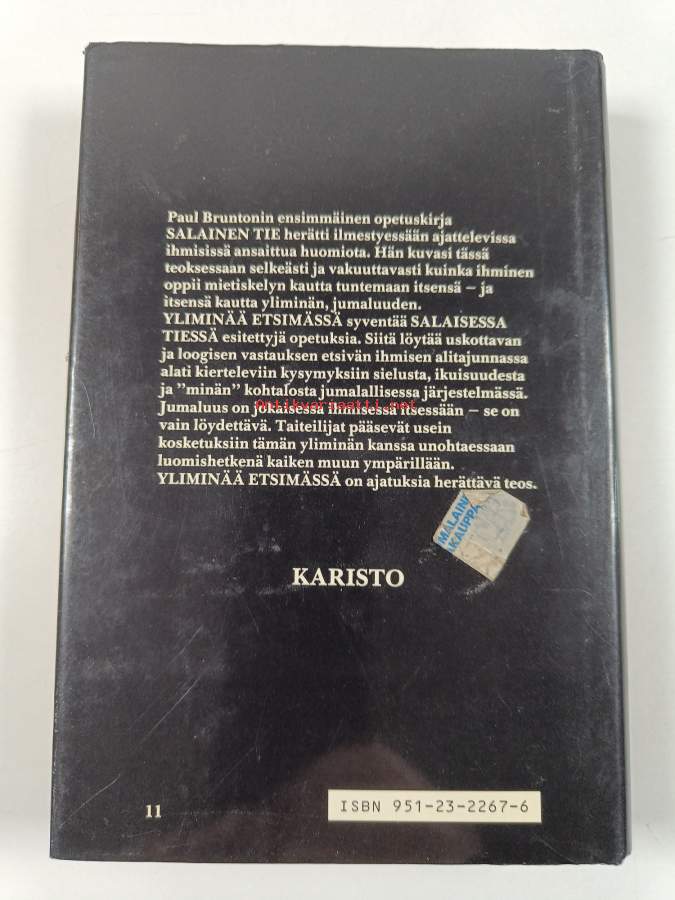 Paul Bruntonin ensimmäinen opetuskirja
SALAINEN TIE herätti ilmestyessään ajattelevissa
ihmisissä ansaittua huomiota. Hän kuvasi tässä
teoksessaan selkeästi ja vakuuttavasti kuinka ihminen
oppii mietiskelyn kautta tuntemaan itsensä – ja
itsensä kautta yliminän, jumaluuden.
YLIMINÄÄ ETSIMÄSSÄ syventää SALAISESSA
TIESSÄ esitettyjä opetuksia. Siitä löytää uskottavan
ja loogisen vastauksen etsivän ihmisen alitajunnassa
alati kierteleviin kysymyksiin sielusta, ikuisuudesta
ja ”minän” kohtalosta jumalallisessa järjestelmässä.
Antikvariaatti.net
Jumaluus on jokaisessa ihmisessä itsessään – se on
vain löydettävä. Taiteilijat pääsevät usein
kosketuksiin tämän yliminän kanssa unohtaessaan
luomishetkenä kaiken muun ympärillään.
YLIMINÄÄ ETSIMÄSSÄ on ajatuksia herättävä teos.
MALAIN
AKAUPPA
KARISTO
11
ISBN 951-23-2267-6